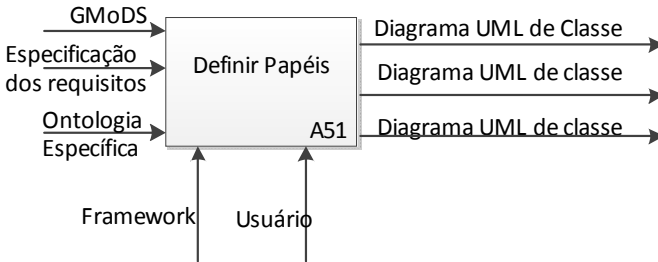 GMoDS
Especificação
dos requisitos
Ontologia
Específica
Definir Papéis
A51
Diagrama UML de Classe
Diagrama UML de classe
Diagrama UML de classe
Framework
Usuário